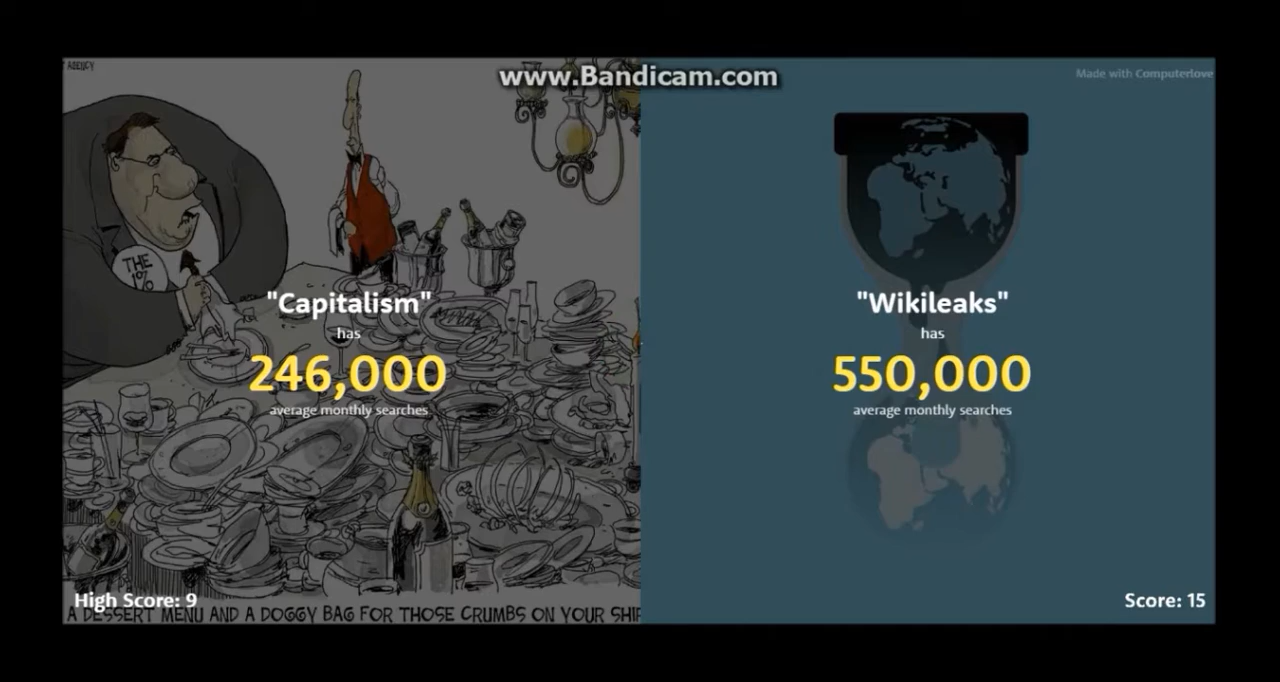 AGENCY
www.Bandicam.com
Made with Computerlove
THE
1%
"Capitalism"
has
246,000
average monthly searches
"Wikileaks"
has
550,000
average monthly searches
High Score: 9
A DESSERT MENU AND A DOGGY BAG FOR THOSE CRUMBS ON YOUR SHI
Score: 15